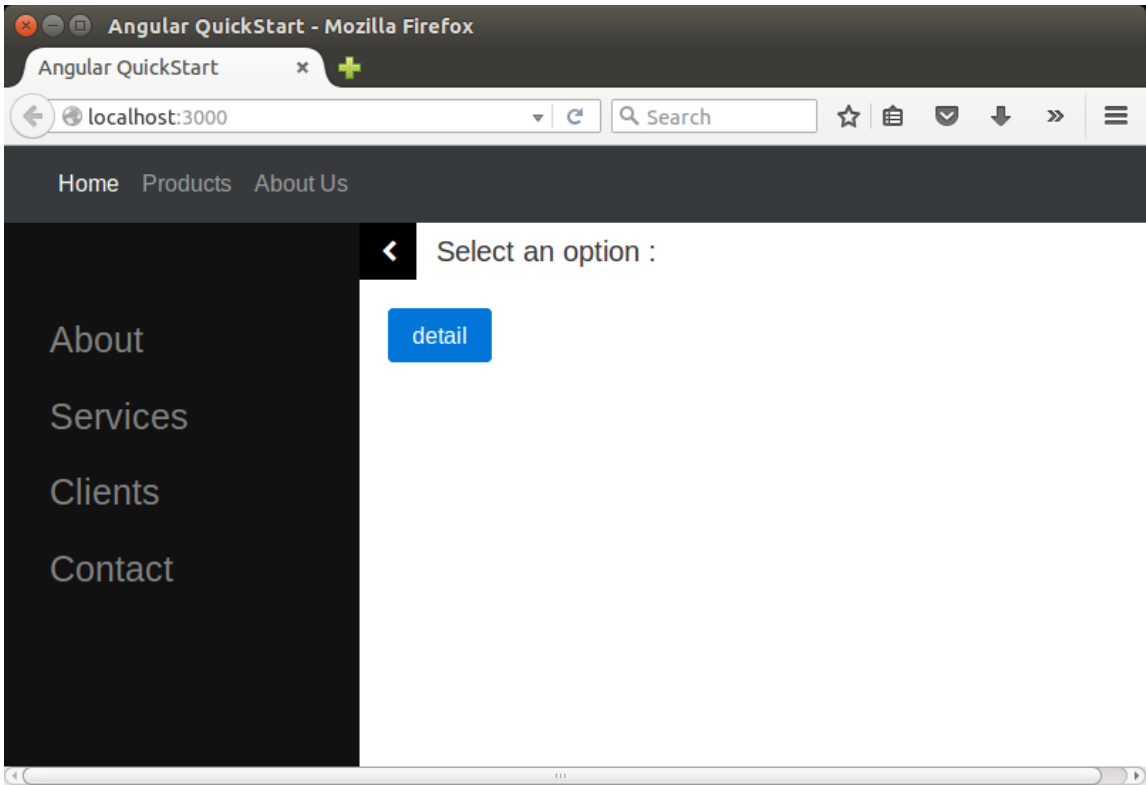 Angular QuickStart - Mozilla Firefox
Angular QuickStart
localhost:3000
Search
Home Products About Us
Select an option :
detail
About
Services
Clients
Contact